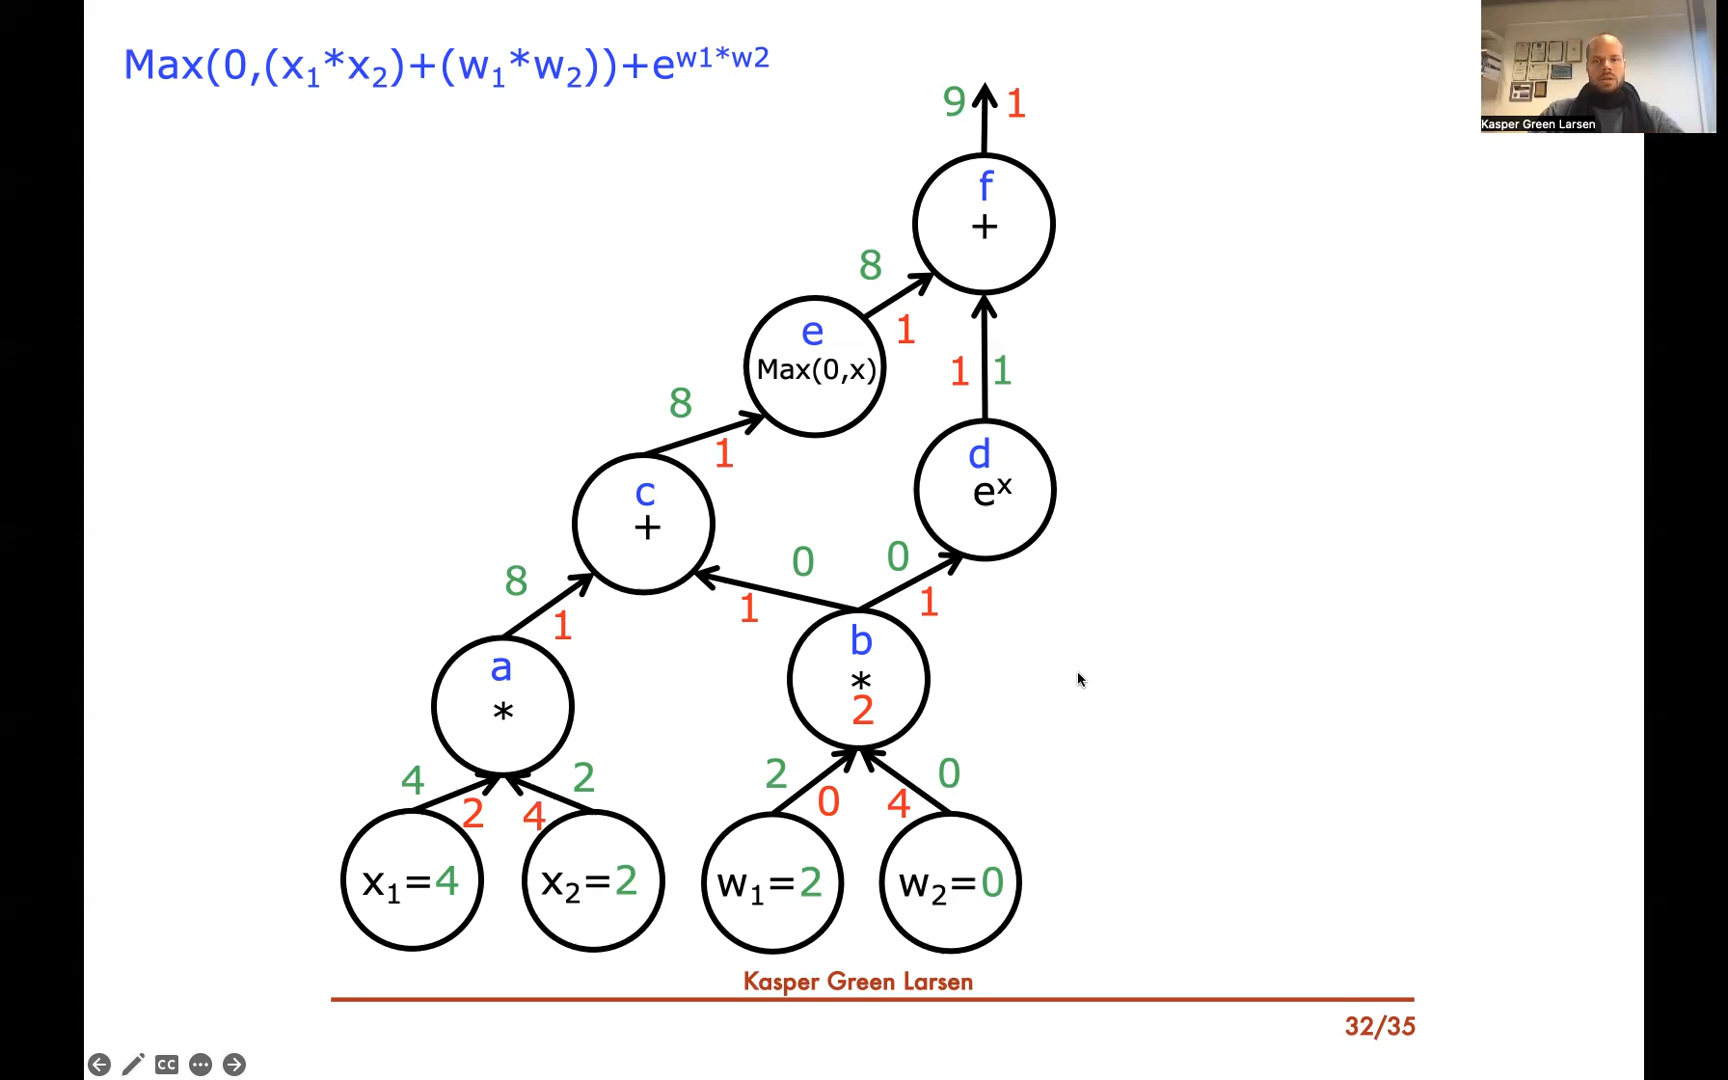 Max(0,(x₁*x₂)+(w₁*w₂))+eʷ¹*ʷ²
Kasper Green Larsen
9 1
f
+
8
1
e
Max(0,x)
1 1
8
1
d
eˣ
c
+
0 0
1 1
8
1
b
*
2
a
*
4 2
2 4
2 0
0 4
x₁=4
x₂=2
w₁=2
w₂=0
Kasper Green Larsen
32/35
CC